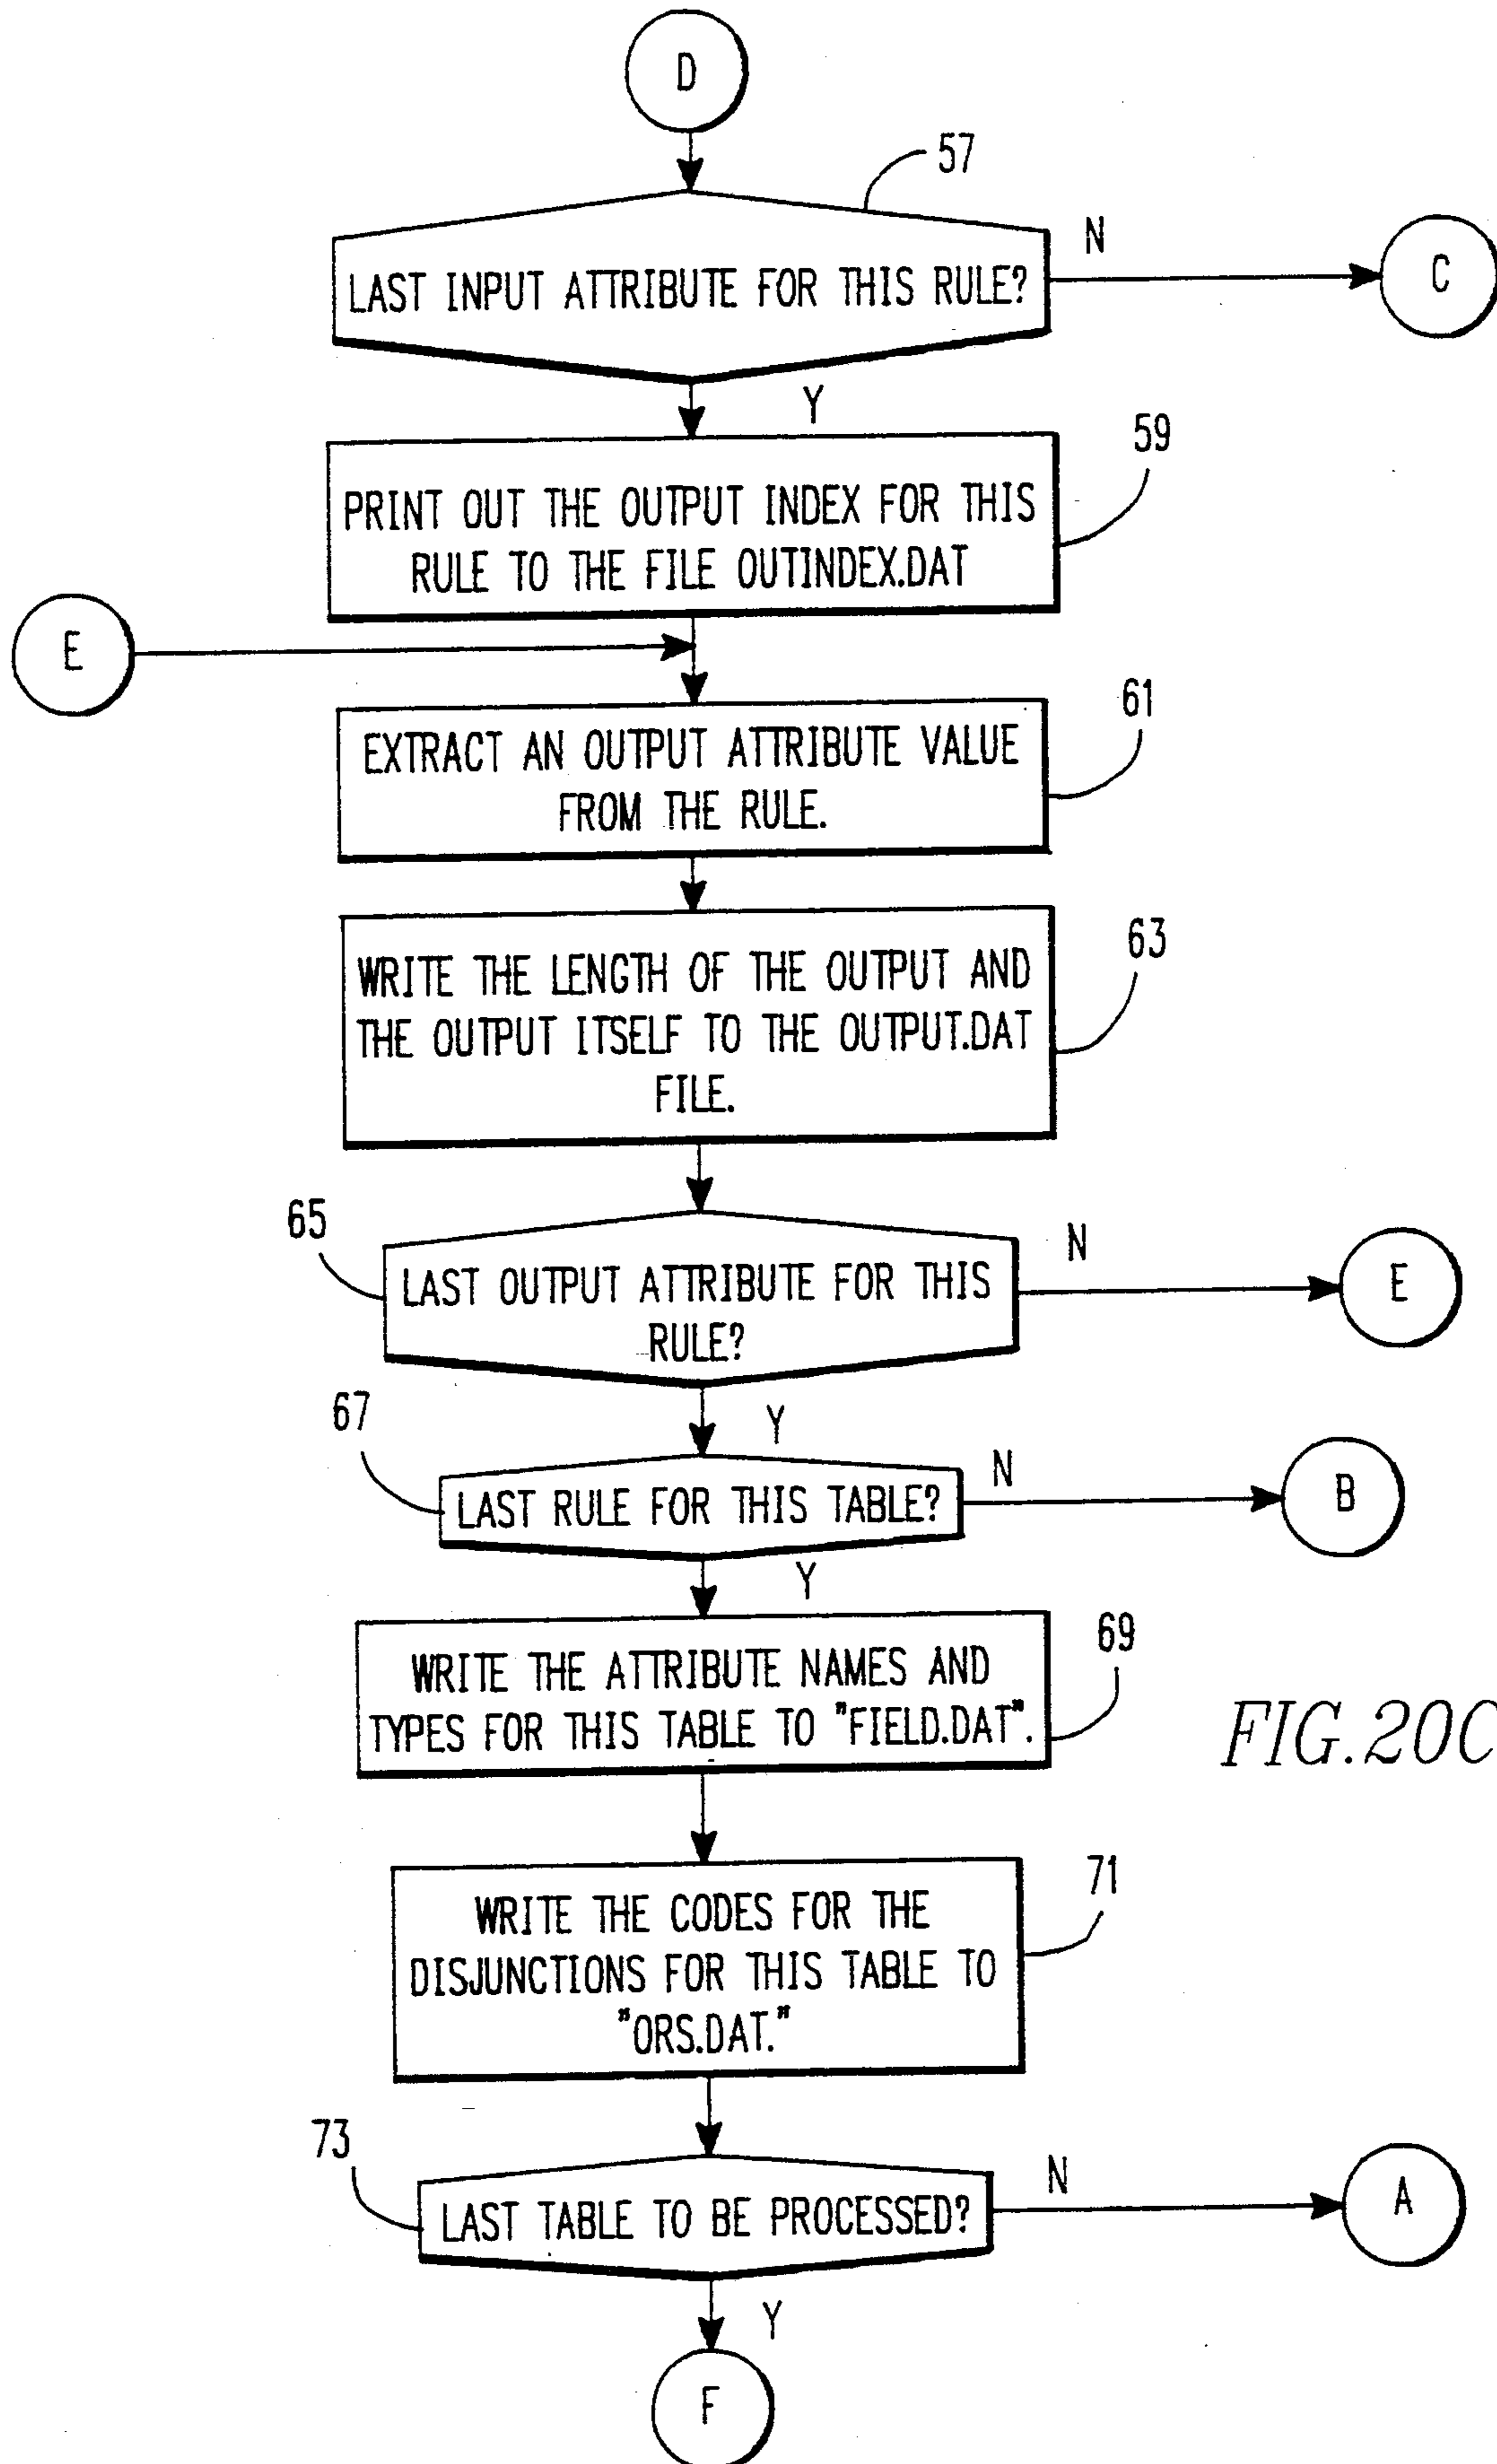 D
57
LAST INPUT ATTRIBUTE FOR THIS RULE?
N
C
Y
59
PRINT OUT THE OUTPUT INDEX FOR THIS
RULE TO THE FILE OUTINDEX.DAT
E
61
EXTRACT AN OUTPUT ATTRIBUTE VALUE
FROM THE RULE.
63
WRITE THE LENGTH OF THE OUTPUT AND
THE OUTPUT ITSELF TO THE OUTPUT.DAT
FILE.
65
LAST OUTPUT ATTRIBUTE FOR THIS
RULE?
N
E
Y
67
LAST RULE FOR THIS TABLE?
N
B
Y
69
WRITE THE ATTRIBUTE NAMES AND
TYPES FOR THIS TABLE TO "FIELD.DAT".
FIG.20C
71
WRITE THE CODES FOR THE
DISJUNCTIONS FOR THIS TABLE TO
"ORS.DAT."
73
LAST TABLE TO BE PROCESSED?
N
A
Y
F